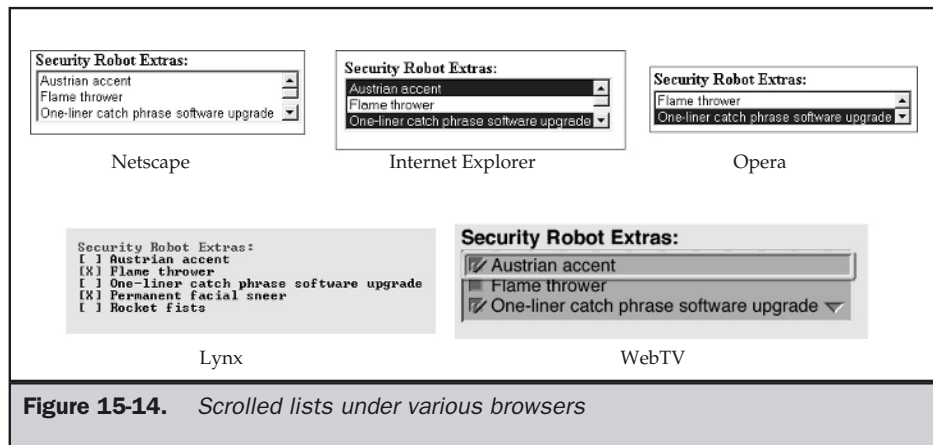 Security Robot Extras:
Austrian accent
Flame thrower
One-liner catch phrase software upgrade
Netscape
Security Robot Extras:
Austrian accent
Flame thrower
One-liner catch phrase software upgrade
Internet Explorer
Security Robot Extras:
Flame thrower
One-liner catch phrase software upgrade
Opera
Security Robot Extras:
[ ] Austrian accent
[X] Flame thrower
[ ] One-liner catch phrase software upgrade
[X] Permanent facial sneer
[ ] Rocket fists
Lynx
Security Robot Extras:
Austrian accent
Flame thrower
One-liner catch phrase software upgrade
WebTV
Figure 15-14. Scrolled lists under various browsers